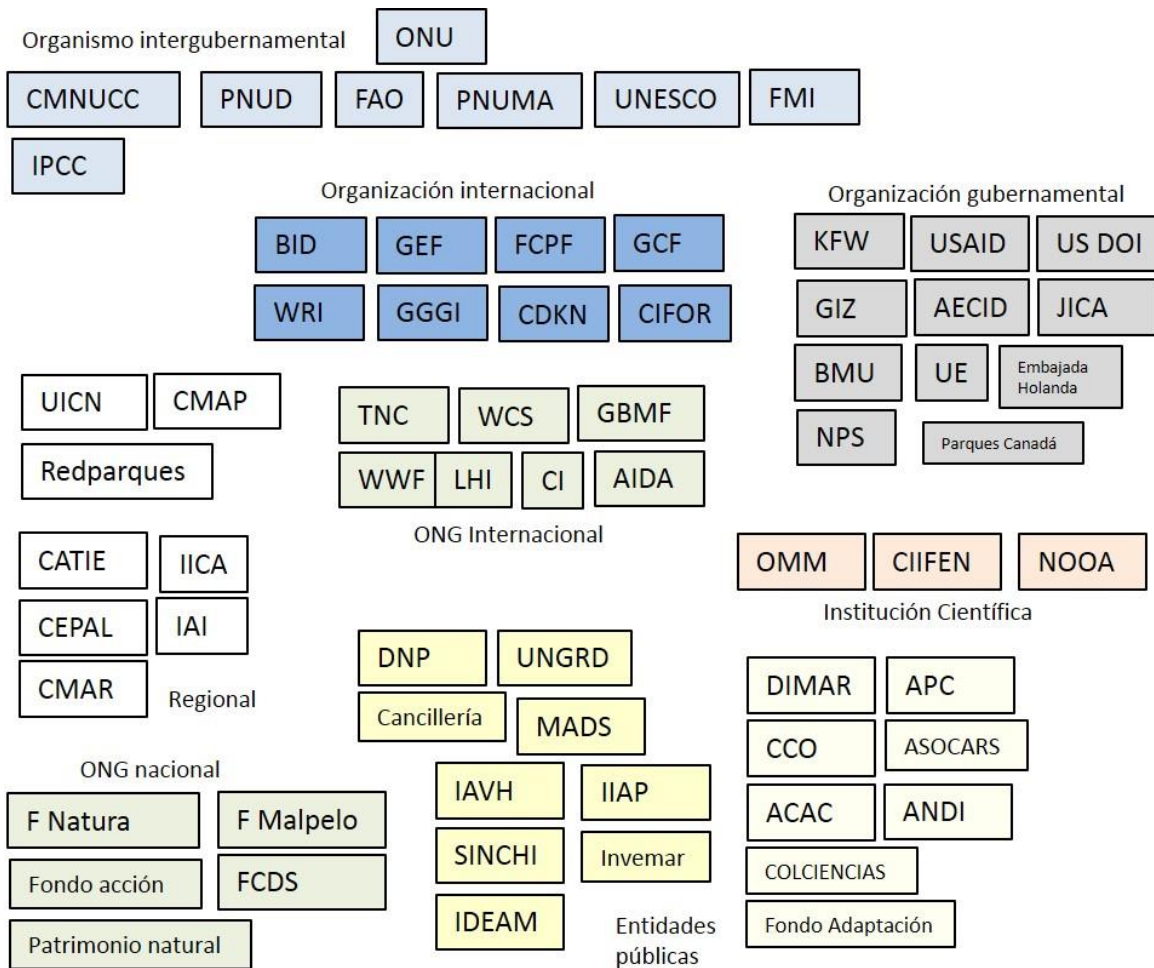 Organismo intergubernamental
ONU
CMNUCC
PNUD
FAO
PNUMA
UNESCO
FMI
IPCC
Organización internacional
BID
GEF
FCPF
GCF
WRI
GGGI
CDKN
CIFOR
Organización gubernamental
KFW
USAID
US DOI
GIZ
AECID
JICA
BMU
UE
Embajada
Holanda
NPS
Parques Canadá
UICN
CMAP
Redparques
TNC
WCS
GBMF
WWF
LHI
CI
AIDA
ONG Internacional
CATIE
IICA
CEPAL
IAI
CMAR
Regional
OMM
CIIFEN
NOOA
Institución Científica
DNP
UNGRD
Cancillería
MADS
IAVH
IIAP
SINCHI
Invemar
IDEAM
Entidades
públicas
DIMAR
APC
CCO
ASOCARS
ACAC
ANDI
COLCIENCIAS
Fondo Adaptación
ONG nacional
F Natura
F Malpelo
Fondo acción
FCDS
Patrimonio natural